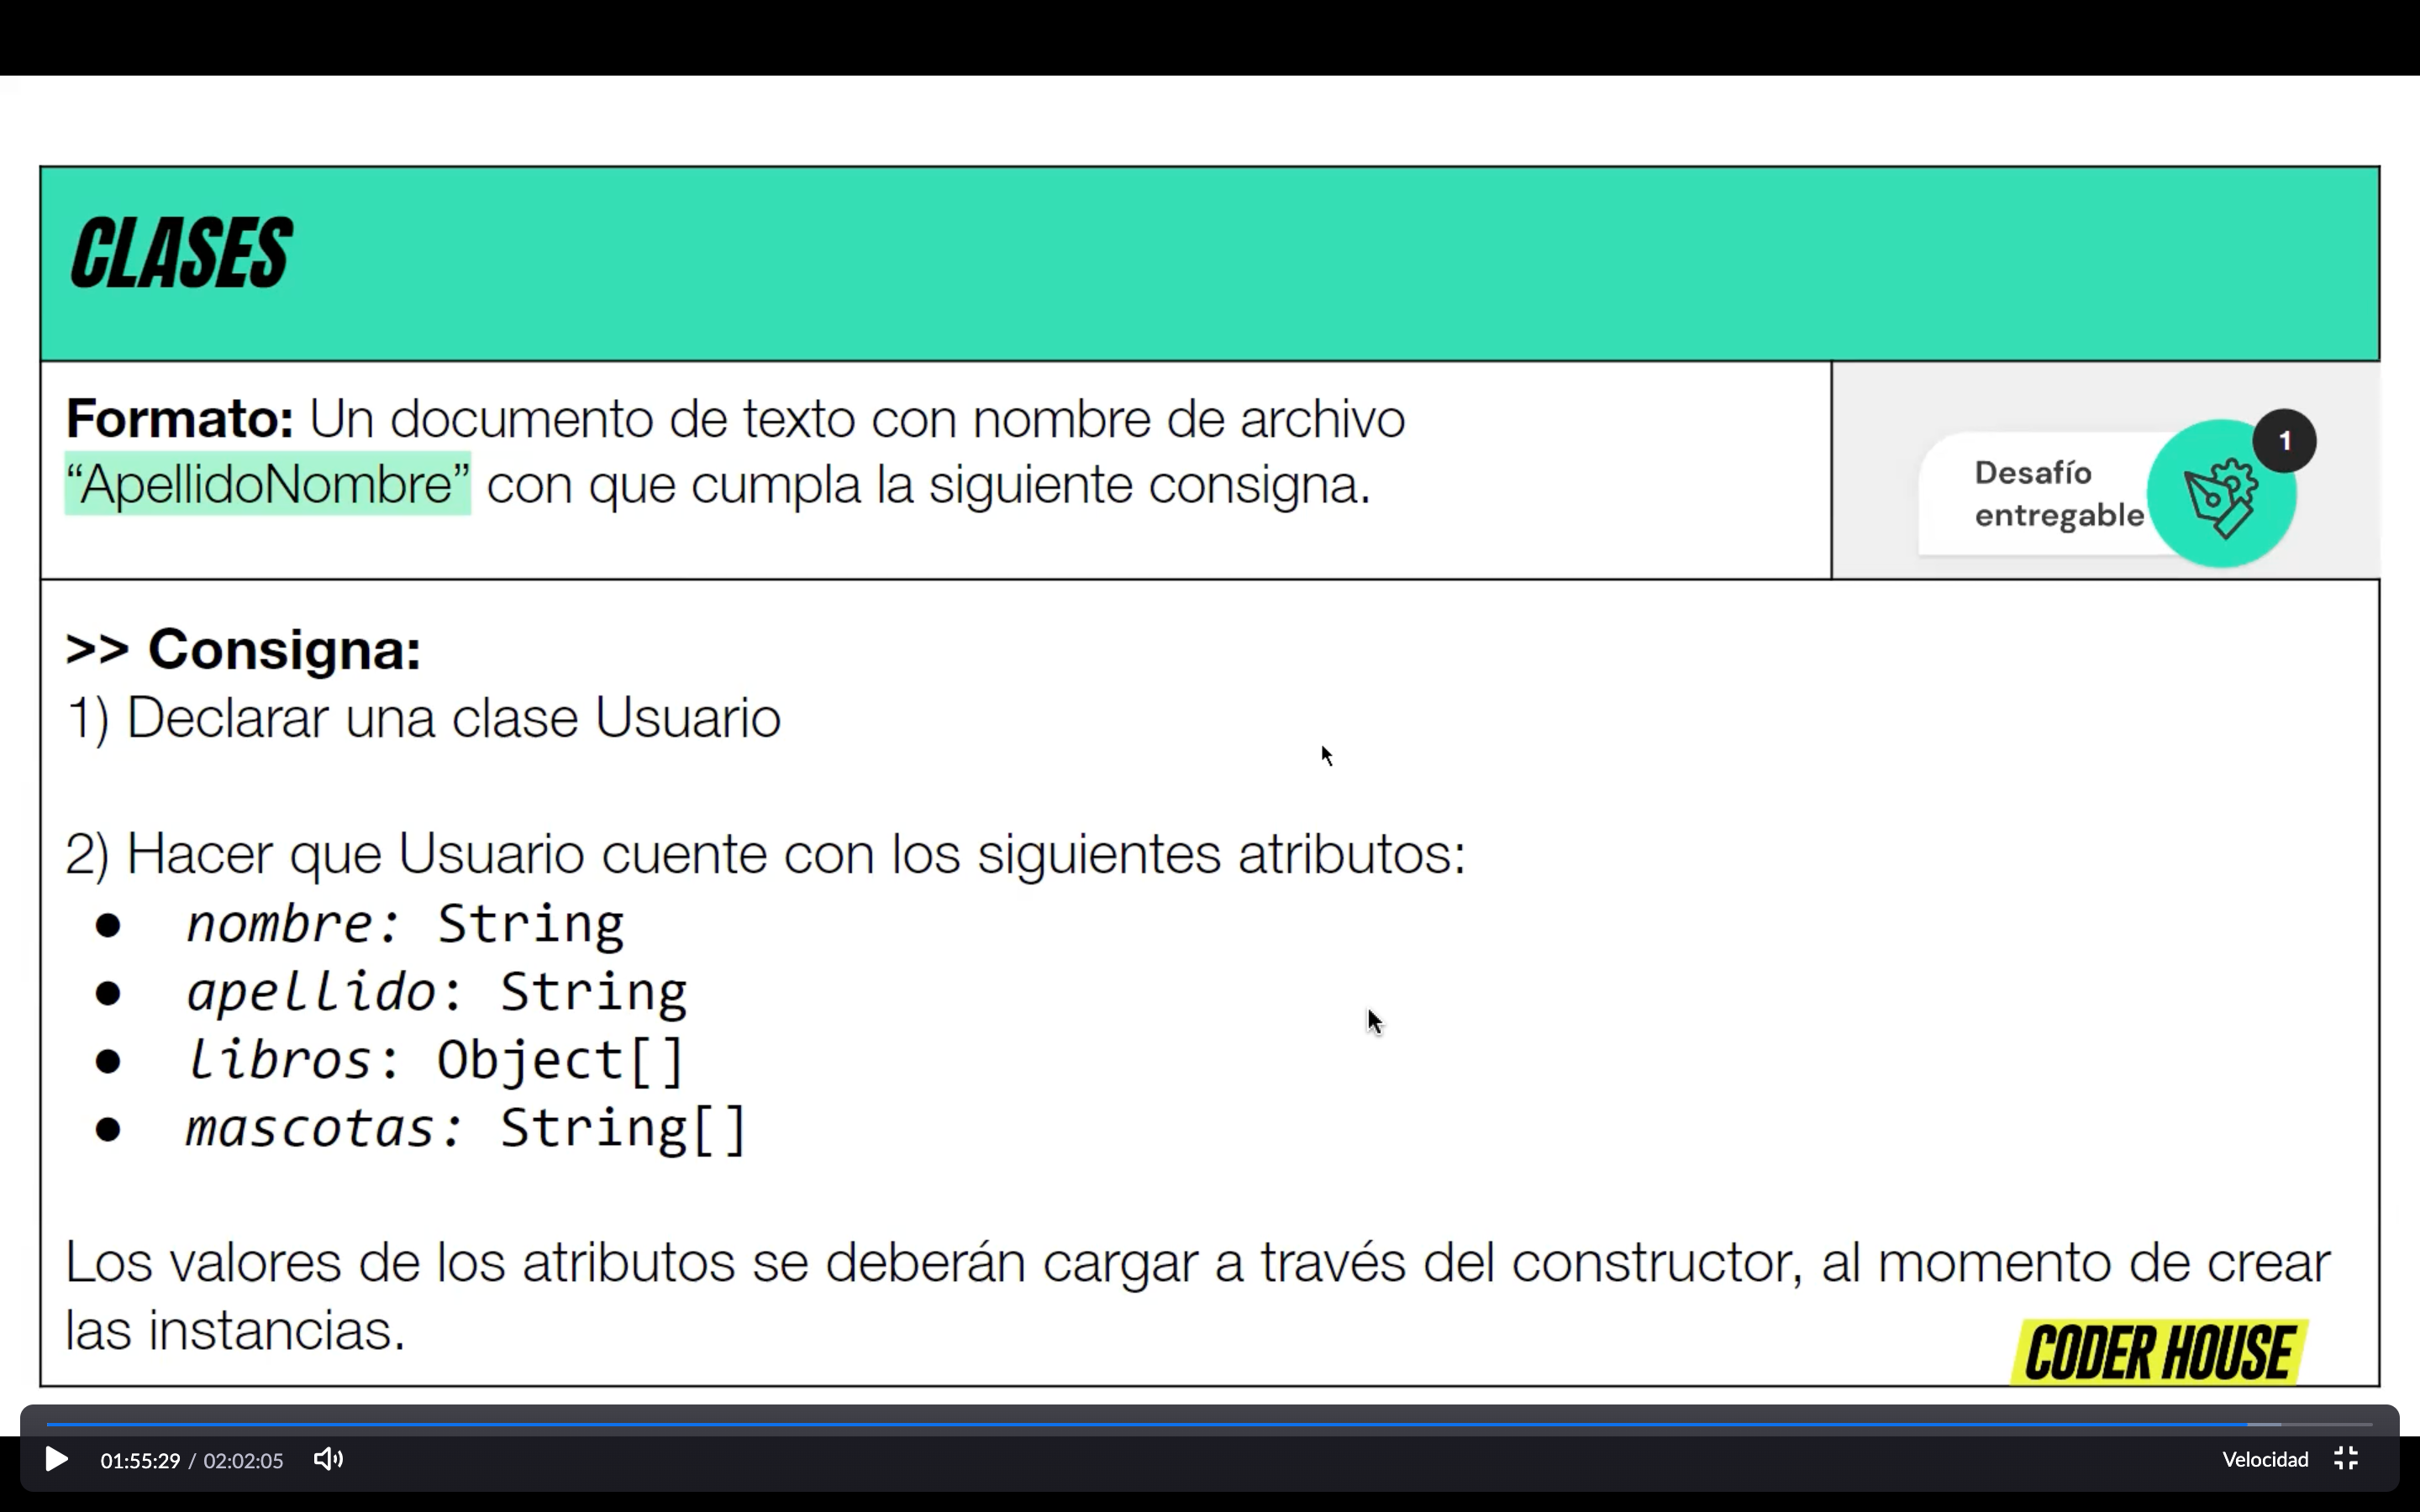 CLASES
Formato: Un documento de texto con nombre de archivo
“ApellidoNombre” con que cumpla la siguiente consigna.
Desafío
entregable
1
>> Consigna:
1) Declarar una clase Usuario
2) Hacer que Usuario cuente con los siguientes atributos:
● nombre: String
● apellido: String
● libros: Object[]
● mascotas: String[]
Los valores de los atributos se deberán cargar a través del constructor, al momento de crear
las instancias.
CODER HOUSE
01:55:29 / 02:02:05
Velocidad